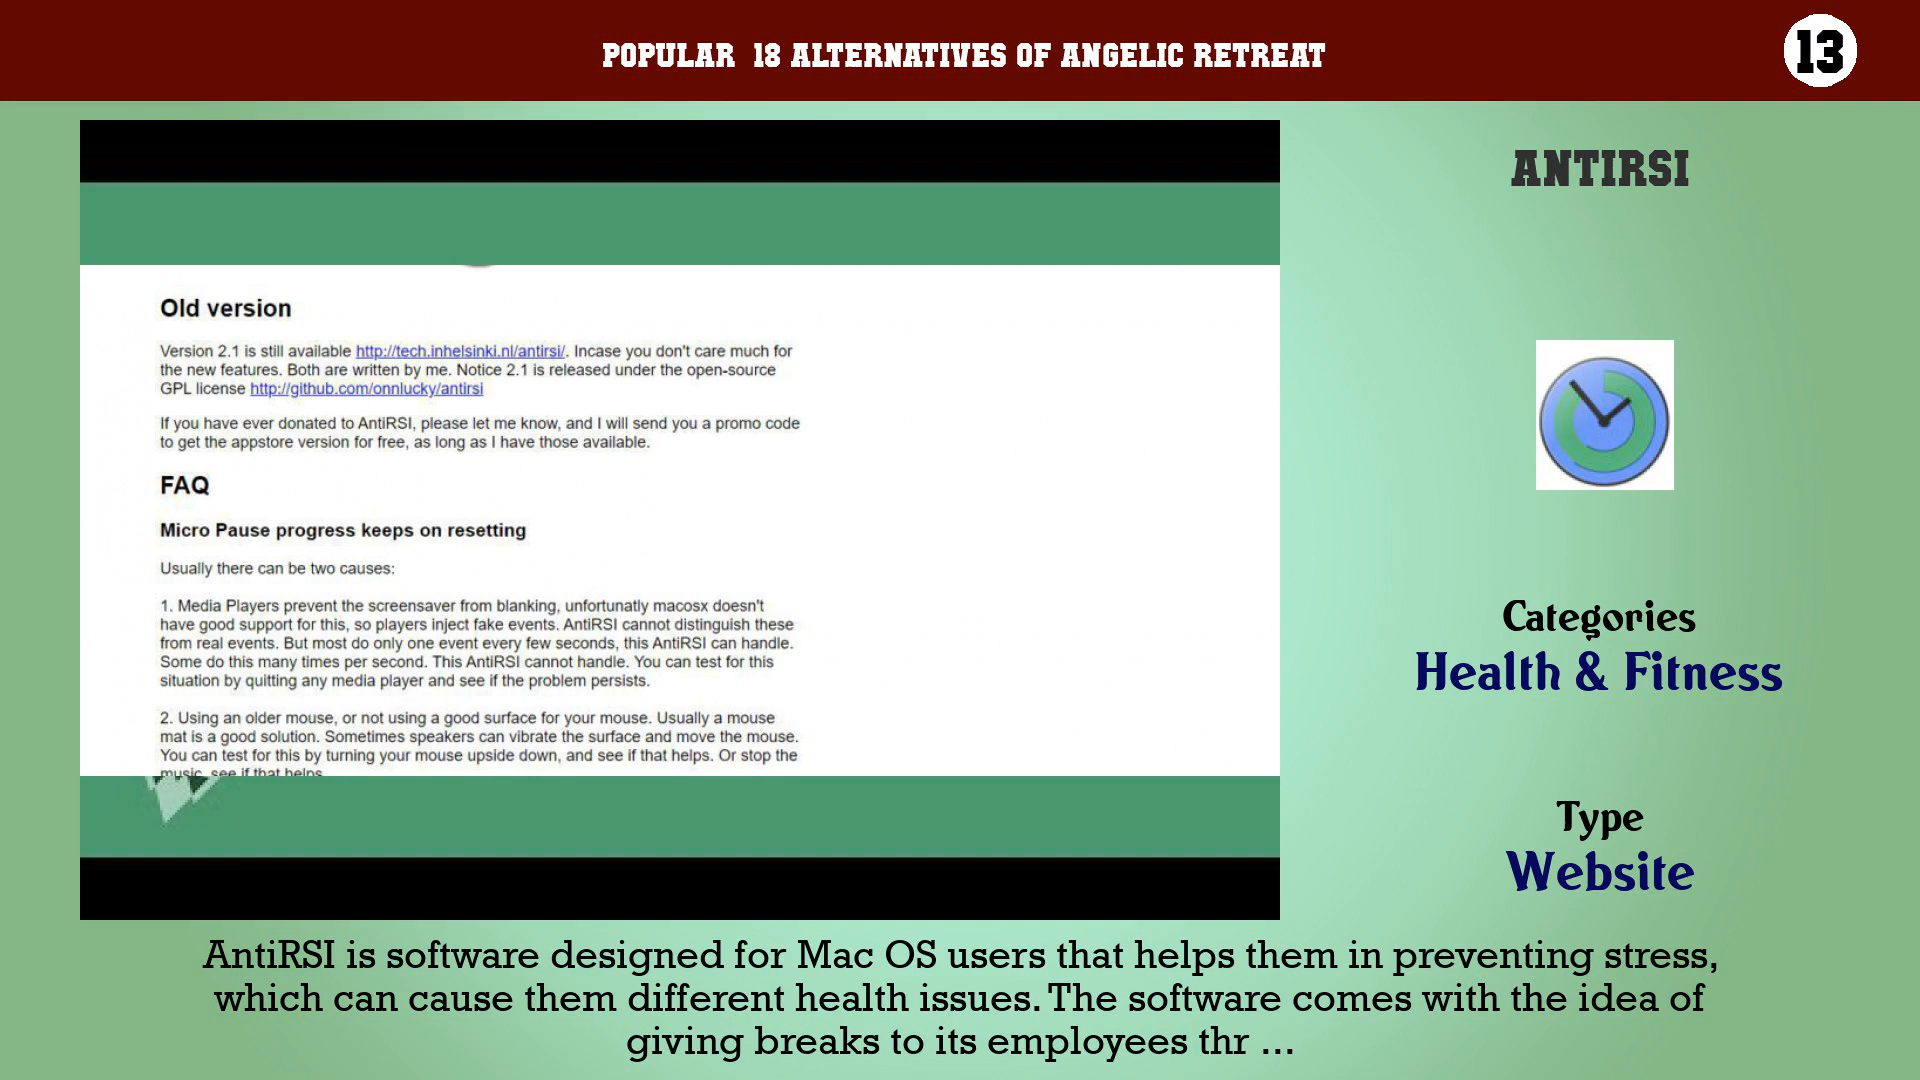 POPULAR 18 ALTERNATIVES OF ANGELIC RETREAT
13
ANTIRSI
Old version
Version 2.1 is still available http://tech.inhelsinki.nl/antirsi/. Incase you don't care much for
the new features. Both are written by me. Notice 2.1 is released under the open-source
GPL license http://github.com/onnlucky/antirsi
If you have ever donated to AntiRSI, please let me know, and I will send you a promo code
to get the appstore version for free, as long as I have those available.
FAQ
Micro Pause progress keeps on resetting
Usually there can be two causes:
1. Media Players prevent the screensaver from blanking, unfortunatly macosx doesn't
have good support for this, so players inject fake events. AntiRSI cannot distinguish these
from real events. But most do only one event every few seconds, this AntiRSI can handle.
Some do this many times per second. This AntiRSI cannot handle. You can test for this
situation by quitting any media player and see if the problem persists.
2. Using an older mouse, or not using a good surface for your mouse. Usually a mouse
mat is a good solution. Sometimes speakers can vibrate the surface and move the mouse.
You can test for this by turning your mouse upside down, and see if that helps. Or stop the
music, see if that helps.
Categories
Health & Fitness
Type
Website
AntiRSI is software designed for Mac OS users that helps them in preventing stress,
which can cause them different health issues. The software comes with the idea of
giving breaks to its employees thr ...